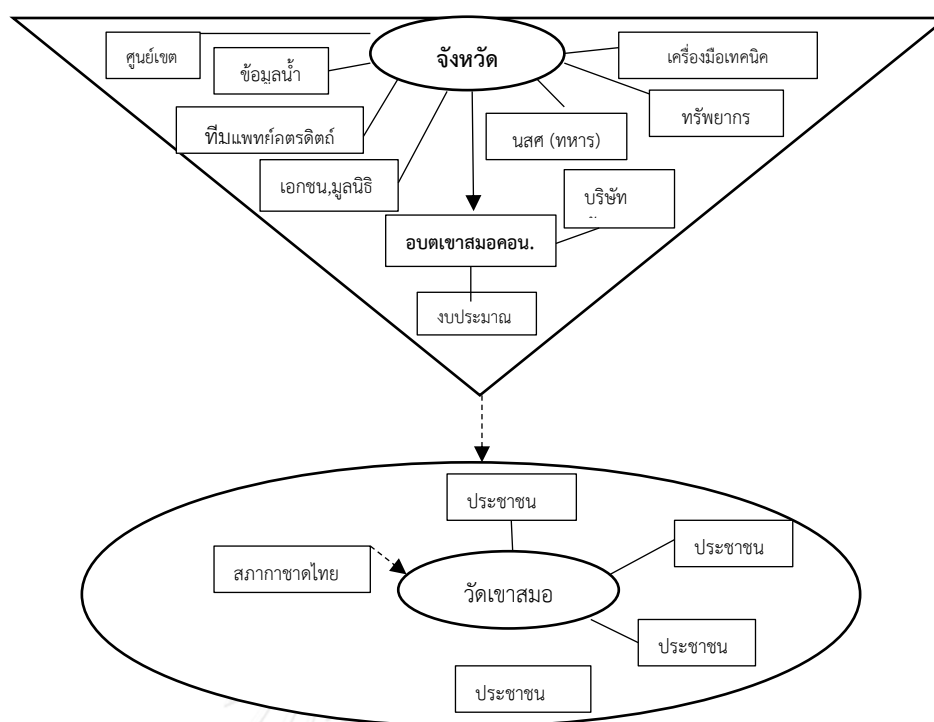 จังหวัด
ศูนย์เขต
ข้อมูลน้ำ
เครื่องมือเทคนิค
ทีมแพทย์อตรดิตถ์
นสศ (ทหาร)
ทรัพยากร
เอกชน,มูลนิธิ
บริษัท
อบตเขาสมอคอน.
งบประมาณ
ประชาชน
ประชาชน
สภากาชาดไทย
วัดเขาสมอ
ประชาชน
ประชาชน